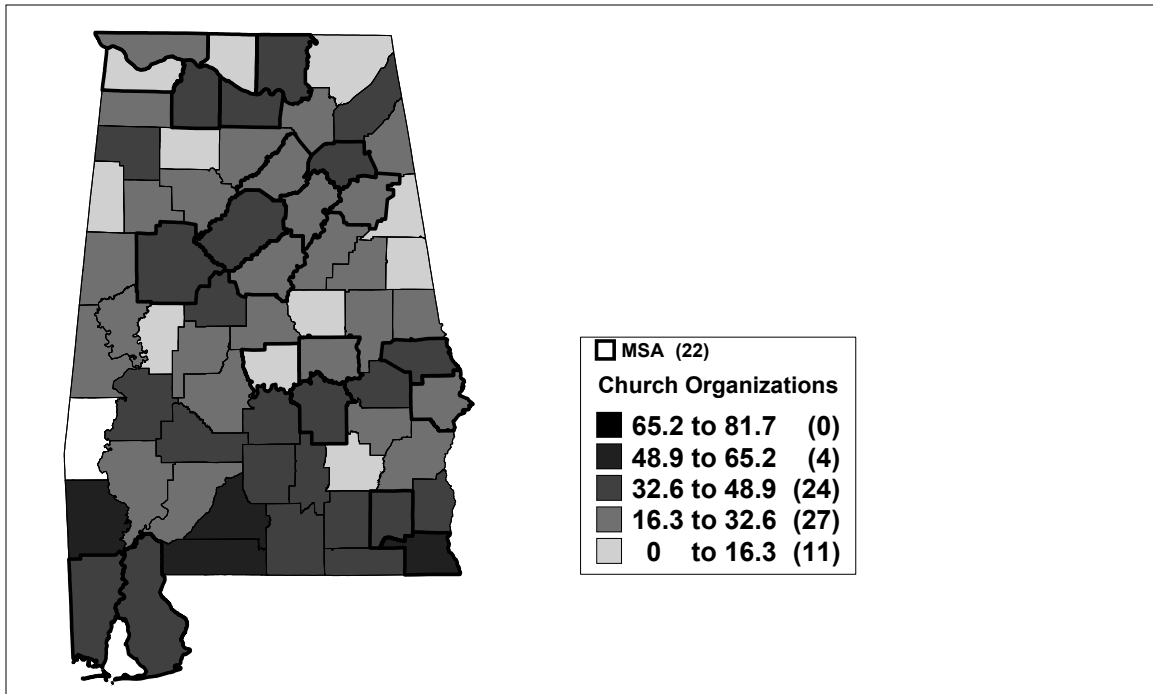 MSA (22)
Church Organizations
65.2 to 81.7 (0)
48.9 to 65.2 (4)
32.6 to 48.9 (24)
16.3 to 32.6 (27)
0 to 16.3 (11)